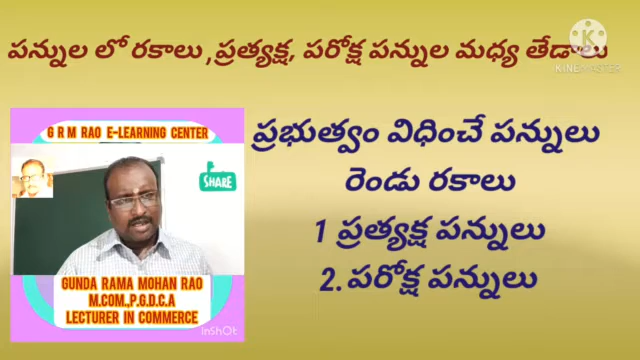 పన్నుల లో రకాలు ,ప్రత్యక్ష, పరోక్ష పన్నుల మధ్య తేడాలు
KINEMASTER
G R M RAO E-LEARNING CENTER
SHARE
GUNDA RAMA MOHAN RAO
M.COM.,P.G.D.C.A
LECTURER IN COMMERCE
InShOt
ప్రభుత్వం విధించే పన్నులు
రెండు రకాలు
1 ప్రత్యక్ష పన్నులు
2. పరోక్ష పన్నులు